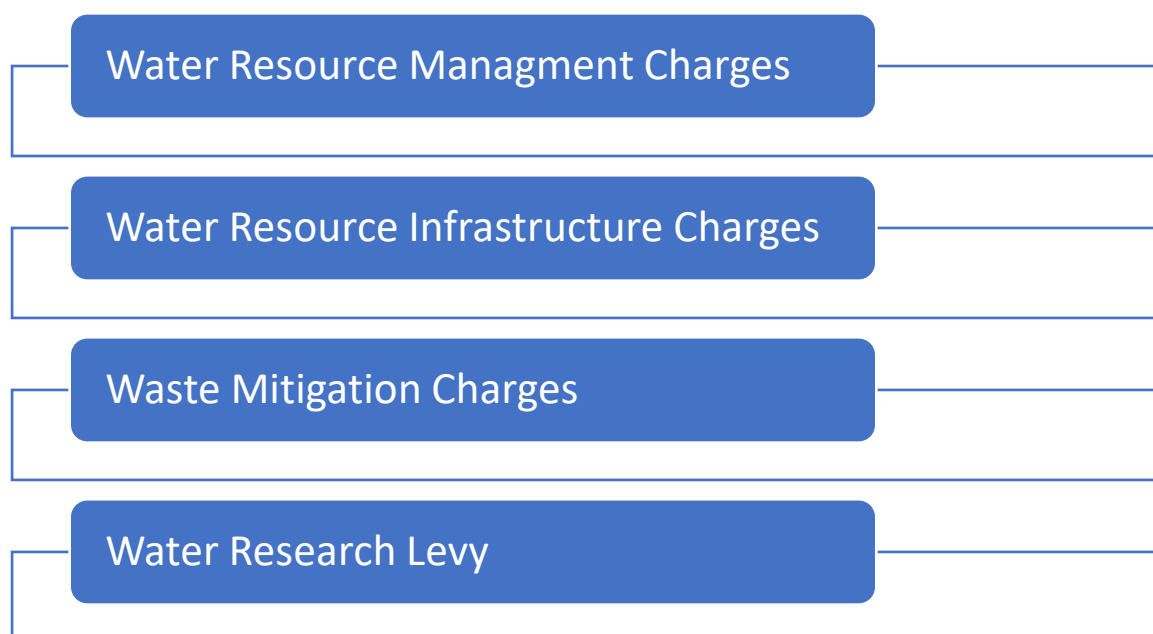 Water Resource Managment Charges
Water Resource Infrastructure Charges
Waste Mitigation Charges
Water Research Levy